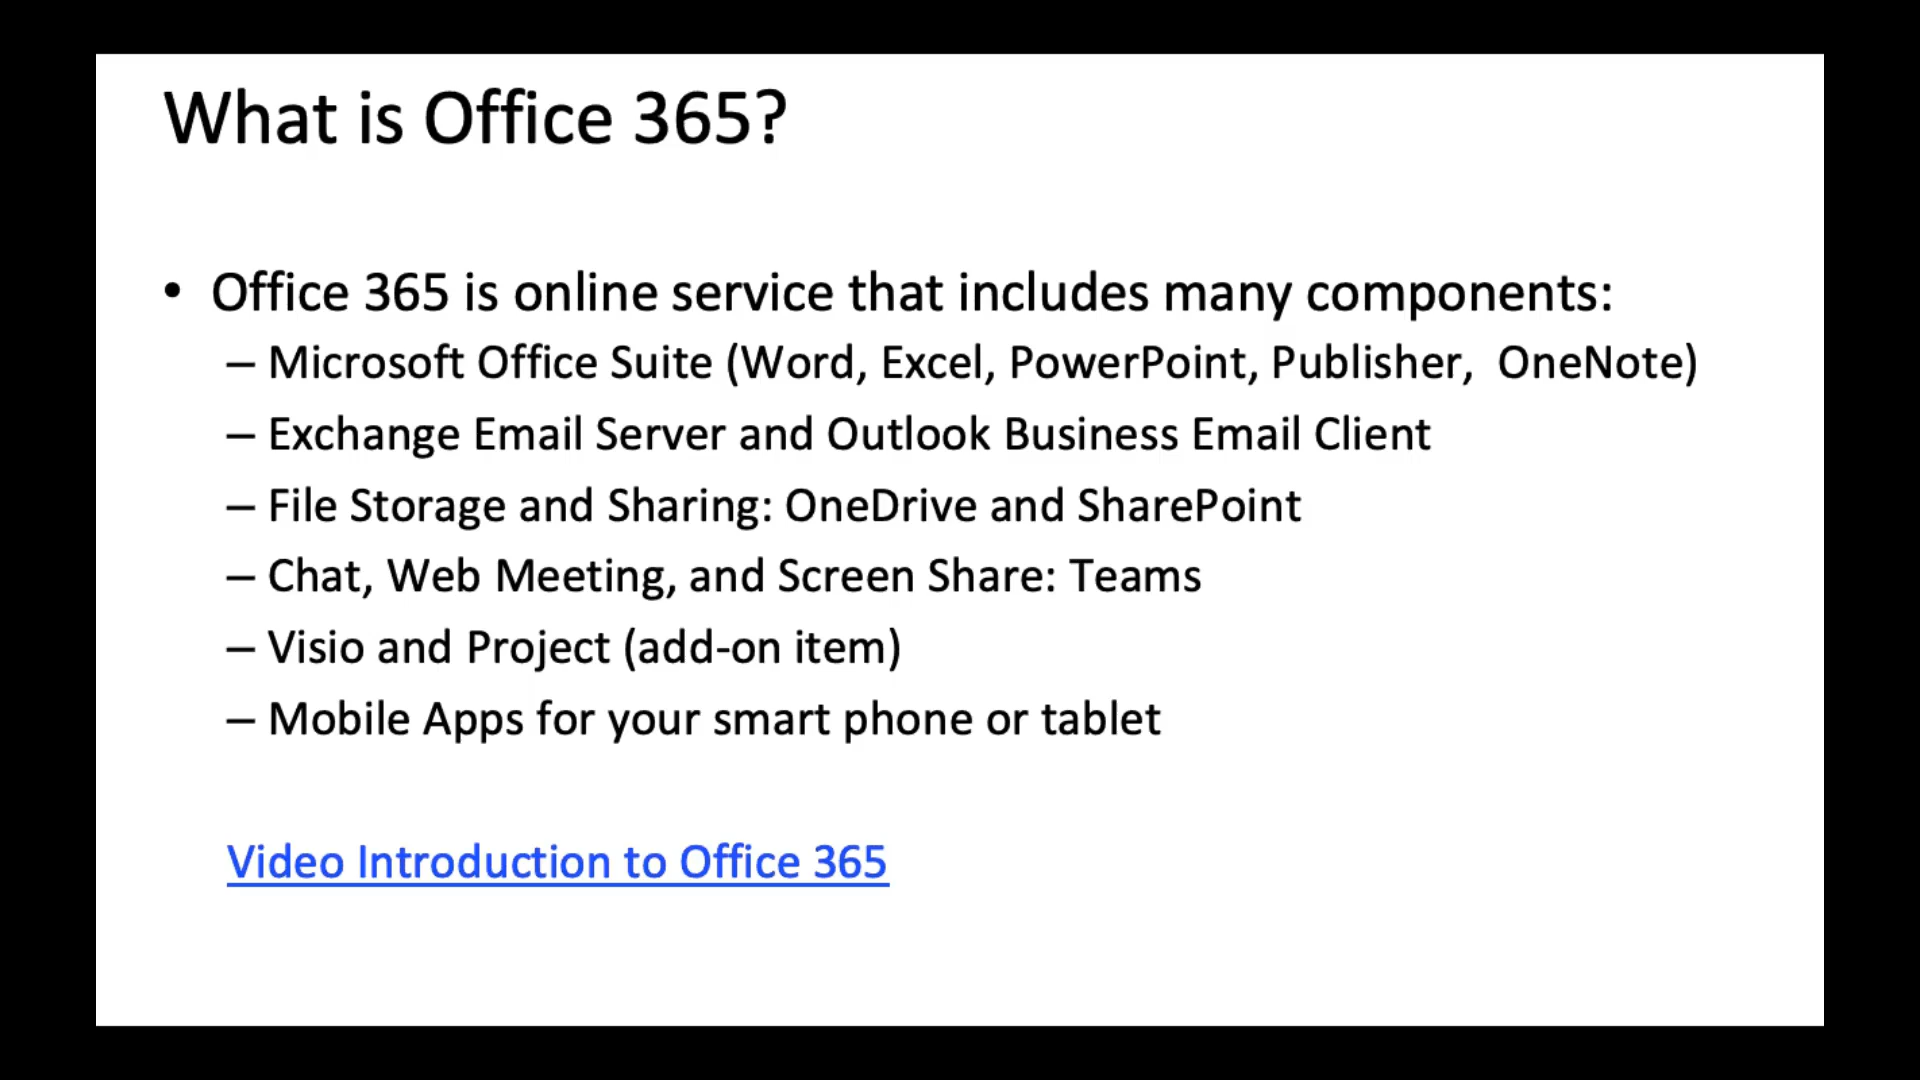 What is Office 365?
• Office 365 is online service that includes many components:
– Microsoft Office Suite (Word, Excel, PowerPoint, Publisher,  OneNote)
– Exchange Email Server and Outlook Business Email Client
– File Storage and Sharing: OneDrive and SharePoint
– Chat, Web Meeting, and Screen Share: Teams
– Visio and Project (add-on item)
– Mobile Apps for your smart phone or tablet
Video Introduction to Office 365